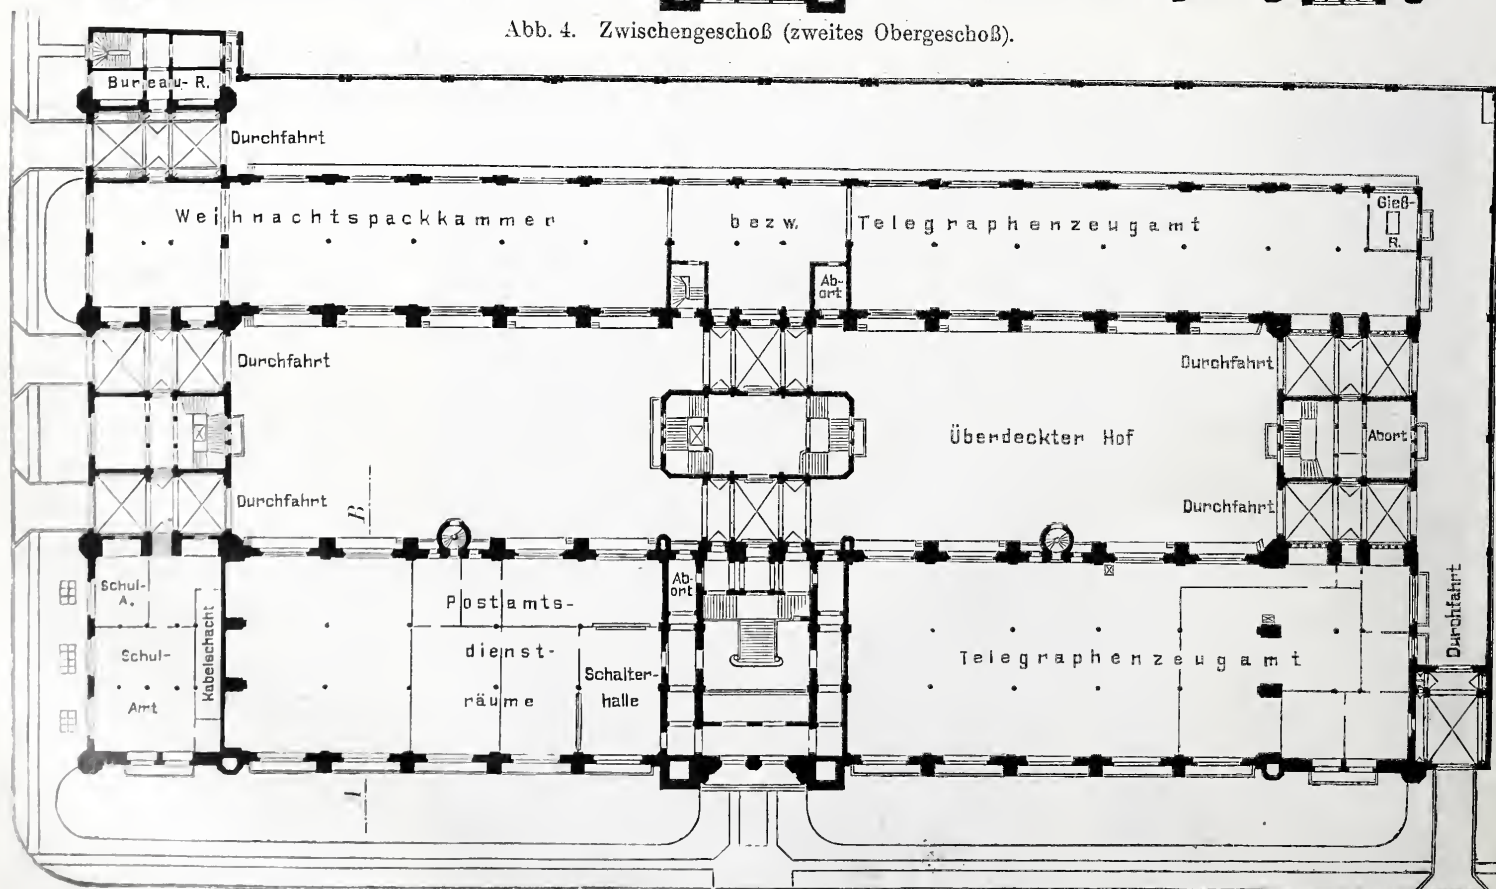 Abb. 4. Zwischengeschoß (zweites Obergeschoß).
Bureau-R.
Durchfahrt
Weihnachtspackkammer bezw. Telegraphenzeugamt
Gieß-
R.
Ab-
ort
Durchfahrt
Durchfahrt
Überdeckter Hof
Abort
Durchfahrt
Durchfahrt
B
Schul-
A.
Kabelschacht
Schul-
Amt
Postamts-
dienst-
räume
Schalter-
halle
Ab-
ort
Telegraphenzeugamt
Durchfahrt
A